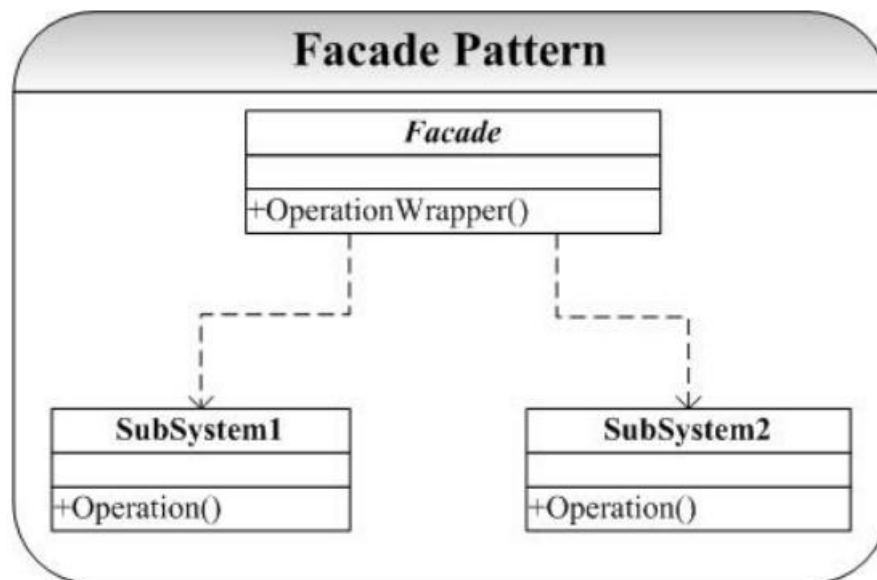 Facade Pattern
Facade
+OperationWrapper()
SubSystem1
+Operation()
SubSystem2
+Operation()